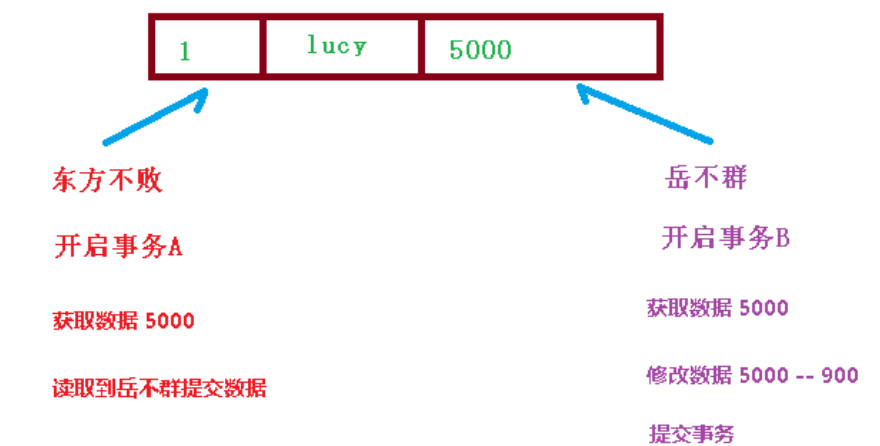 1 lucy 5000
东方不败
开启事务A
获取数据 5000
读取到岳不群提交数据
岳不群
开启事务B
获取数据 5000
修改数据 5000 -- 900
提交事务